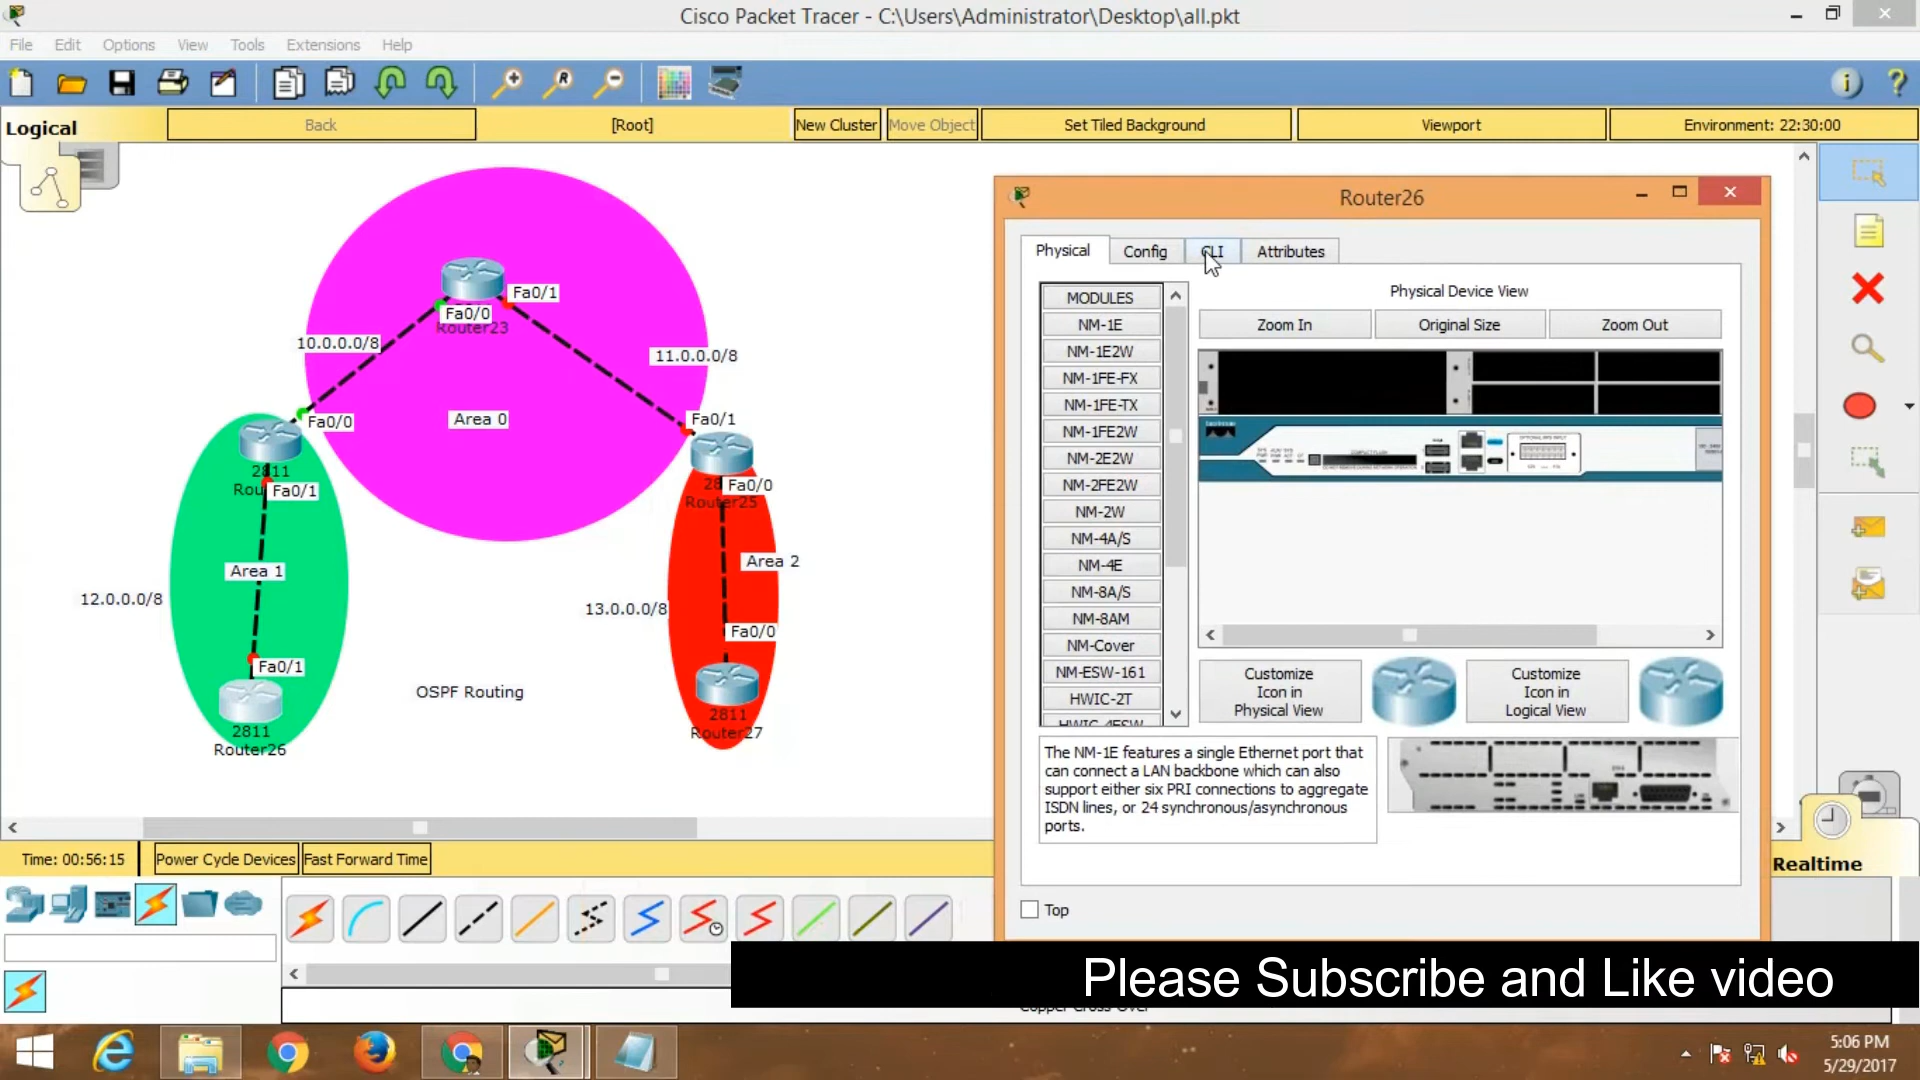 Cisco Packet Tracer - C:\Users\Administrator\Desktop\all.pkt
File Edit Options View Tools Extensions Help
Logical
Back
[Root]
New Cluster
Move Object
Set Tiled Background
Viewport
Environment: 22:30:00
Fa0/1
Fa0/0
Router23
10.0.0.0/8
11.0.0.0/8
Area 0
Fa0/0
Fa0/1
2811
Fa0/1
Fa0/0
Router25
Area 1
Area 2
12.0.0.0/8
13.0.0.0/8
Fa0/0
Fa0/1
OSPF Routing
2811
Router26
2811
Router27
Router26
Physical
Config
CLI
Attributes
MODULES
NM-1E
NM-1E2W
NM-1FE-FX
NM-1FE-TX
NM-1FE2W
NM-2E2W
NM-2FE2W
NM-2W
NM-4A/S
NM-4E
NM-8A/S
NM-8AM
NM-Cover
NM-ESW-161
HWIC-2T
HWIC-4ESW
Physical Device View
Zoom In
Original Size
Zoom Out
Customize
Icon in
Physical View
Customize
Icon in
Logical View
The NM-1E features a single Ethernet port that
can connect a LAN backbone which can also
support either six PRI connections to aggregate
ISDN lines, or 24 synchronous/asynchronous
ports.
Top
Time: 00:56:15
Power Cycle Devices
Fast Forward Time
Realtime
Please Subscribe and Like video
Copper Cross-Over
5:06 PM
5/29/2017